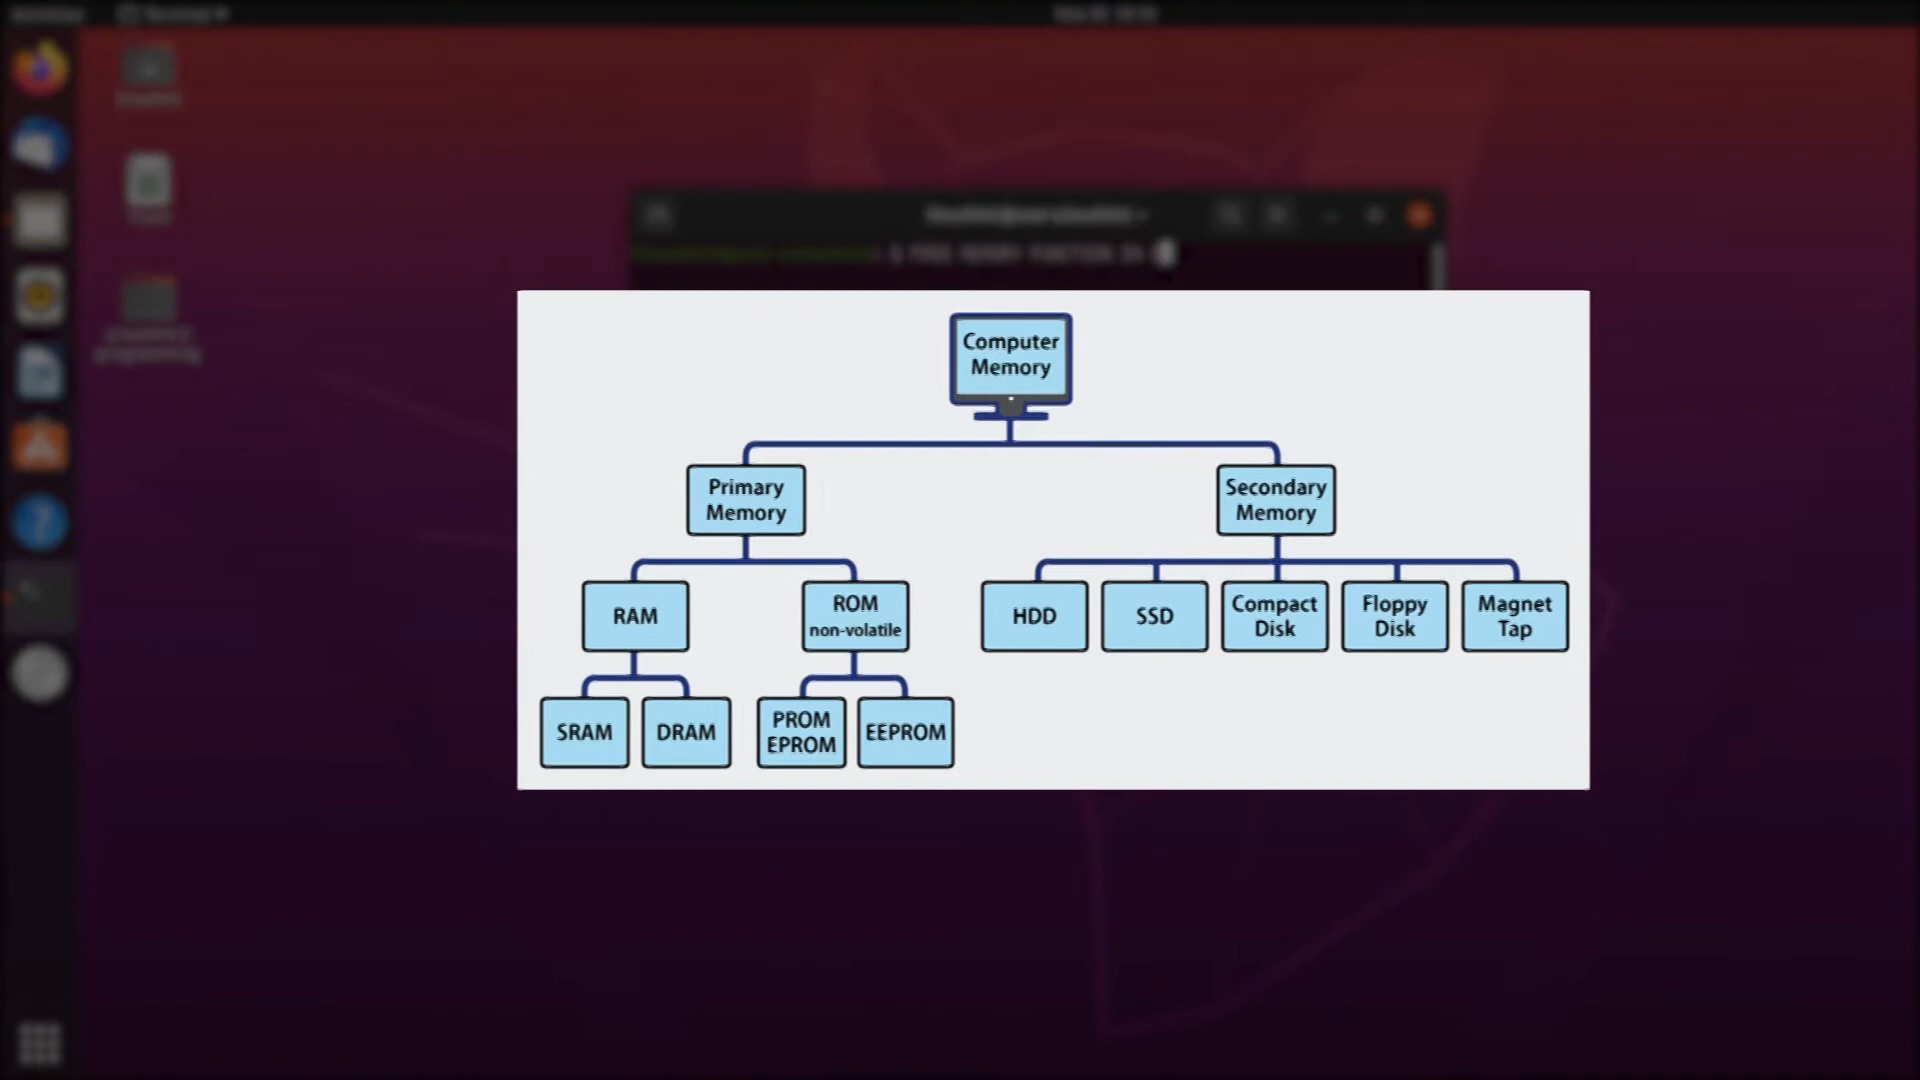 Computer
Memory
Primary
Memory
Secondary
Memory
RAM
ROM
non-volatile
HDD
SSD
Compact
Disk
Floppy
Disk
Magnet
Tap
SRAM
DRAM
PROM
EPROM
EEPROM